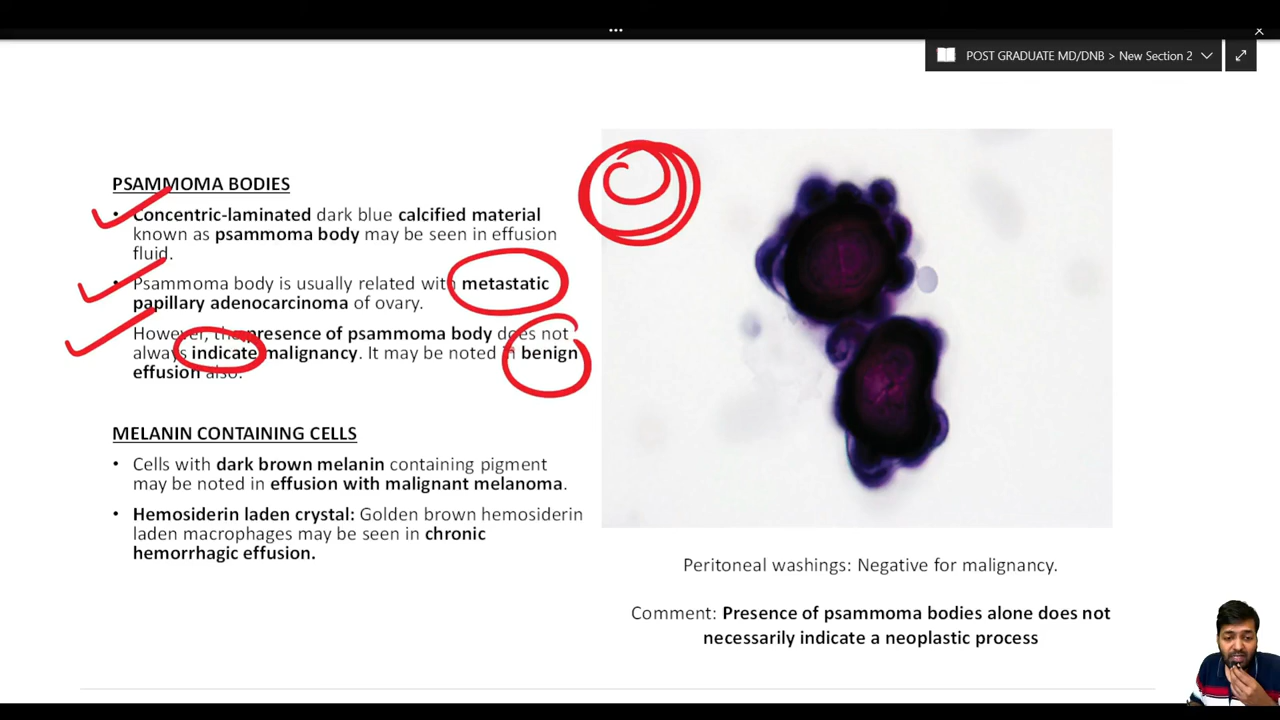 ...
POST GRADUATE MD/DNB > New Section 2
PSAMMOMA BODIES
• Concentric-laminated dark blue calcified material
known as psammoma body may be seen in effusion
fluid.
• Psammoma body is usually related with metastatic
papillary adenocarcinoma of ovary.
• However, the presence of psammoma body does not
always indicate malignancy. It may be noted in benign
effusion also.
MELANIN CONTAINING CELLS
• Cells with dark brown melanin containing pigment
may be noted in effusion with malignant melanoma.
• Hemosiderin laden crystal: Golden brown hemosiderin
laden macrophages may be seen in chronic
hemorrhagic effusion.
Peritoneal washings: Negative for malignancy.
Comment: Presence of psammoma bodies alone does not
necessarily indicate a neoplastic process